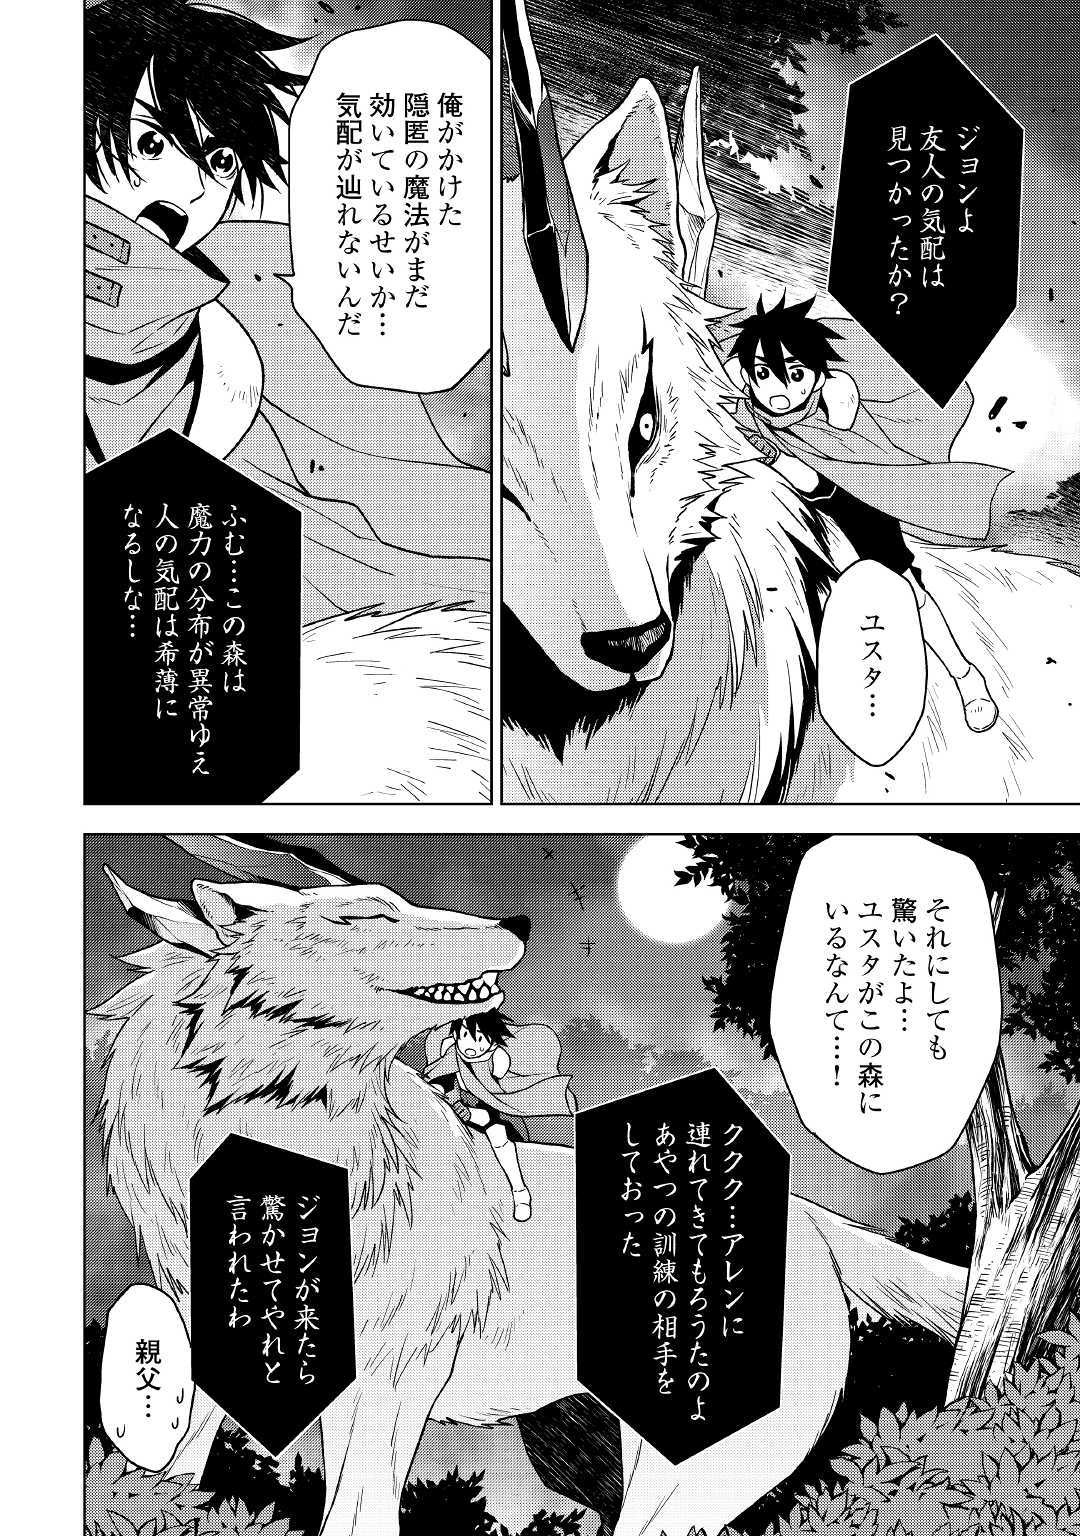 ジョンよ
友人の気配は
見つかったか？
ユスタ…
俺がかけた
隠匿の魔法がまだ
効いているせいか…
気配が辿れないんだ
ふむ…この森は
魔力の分布が異常ゆえ
人の気配は希薄に
なるしな…
それにしても
驚いたよ…
ユスタがこの森に
いるなんて…！
ククク…アレンに
連れてきてもろうたのよ
あやつの訓練の相手を
しておった
ジョンが来たら
驚かせてやれと
言われたわ
親父…